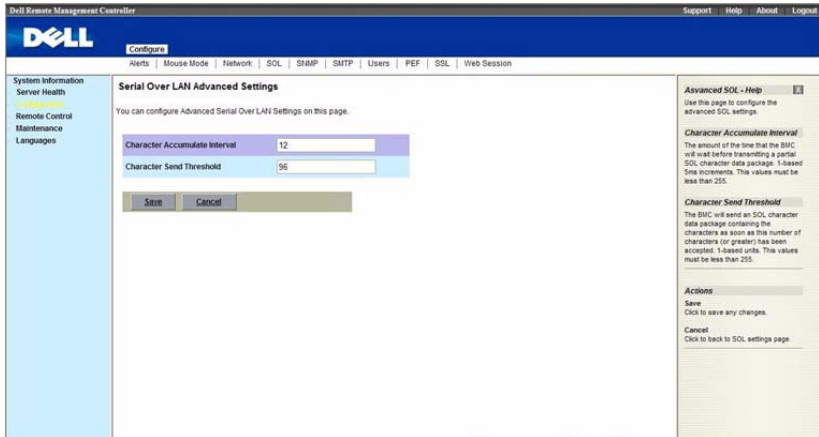 Dell Remote Management Controller
Support Help About Logout
DELL
Configure
Alerts | Mouse Mode | Network | SOL | SNMP | SMTP | Users | PEF | SSL | Web Session
System Information
Server Health
Configuration
Remote Control
Maintenance
Languages
Serial Over LAN Advanced Settings
You can configure Advanced Serial Over LAN Settings on this page.
Character Accumulate Interval 12
Character Send Threshold 96
Save Cancel
Asvanced SOL - Help X
Use this page to configure the
advanced SOL settings.
Character Accumulate Interval
The amount of the time that the BMC
will wait before transmitting a partial
SOL character data package. 1-based
5ms increments. This values must be
less than 255.
Character Send Threshold
The BMC will send an SOL character
data package containing the
characters as soon as this number of
characters (or greater) has been
accepted. 1-based units. This values
must be less than 255.
Actions
Save
Click to save any changes.
Cancel
Click to back to SOL settings page.